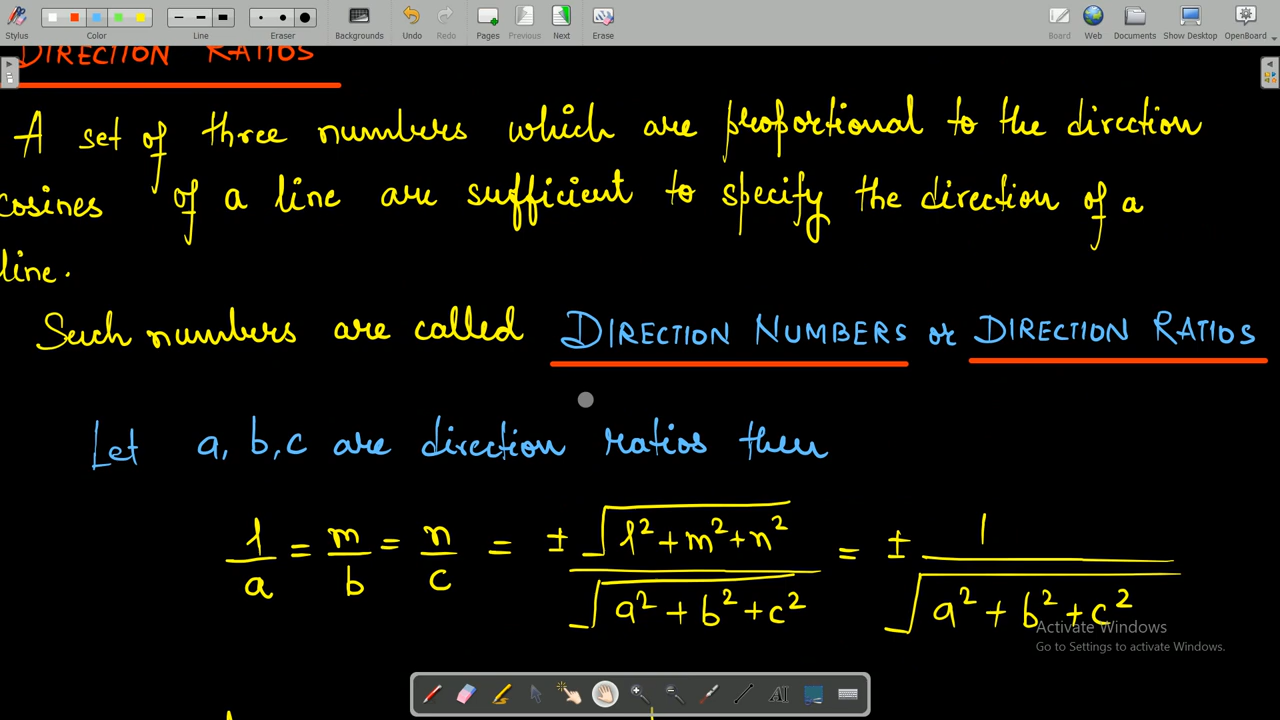 Stylus Color Line Eraser Backgrounds Undo Redo Pages Previous Next Erase Board Web Documents Show Desktop OpenBoard
DIRECTION RATIOS
A set of three numbers which are proportional to the direction
cosines of a line are sufficient to specify the direction of a
line.
Such numbers are called DIRECTION NUMBERS or DIRECTION RATIOS
Let a, b, c are direction ratios then
l/a = m/b = n/c = ± √(l² + m² + n²) / √(a² + b² + c²) = ± 1 / √(a² + b² + c²)
Activate Windows
Go to Settings to activate Windows.